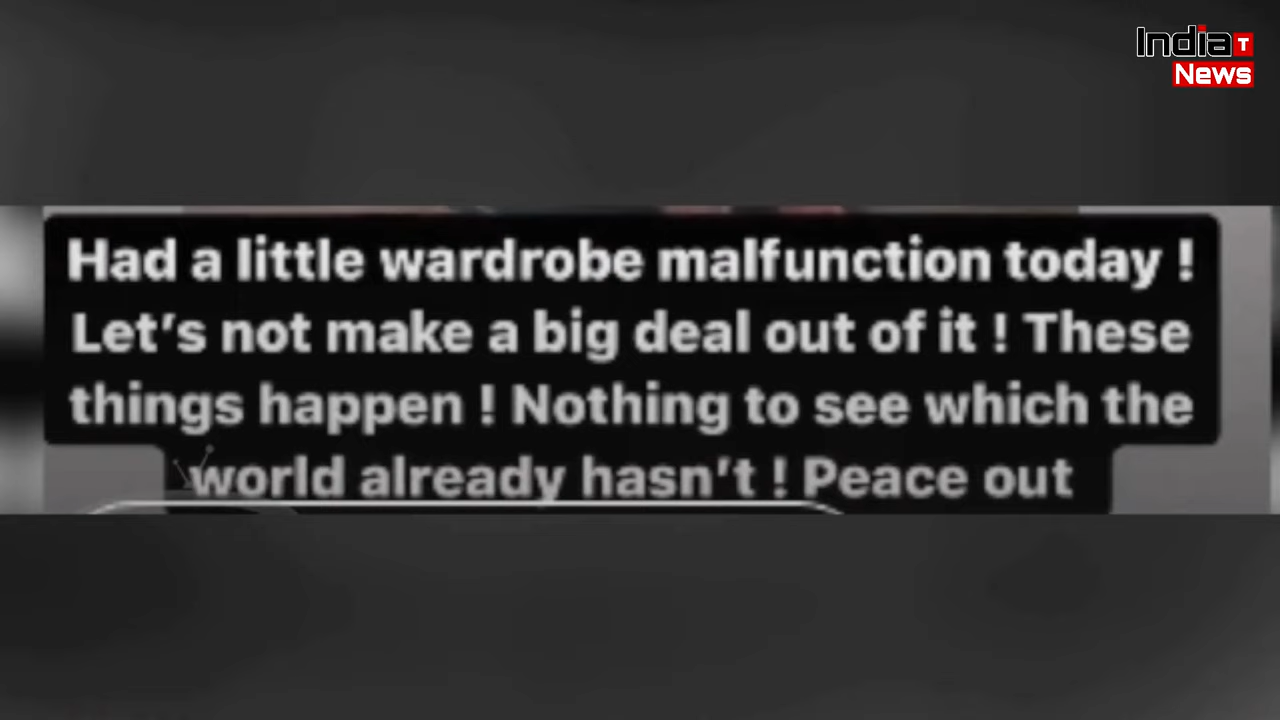 India T
News
Had a little wardrobe malfunction today !
Let's not make a big deal out of it ! These
things happen ! Nothing to see which the
world already hasn't ! Peace out